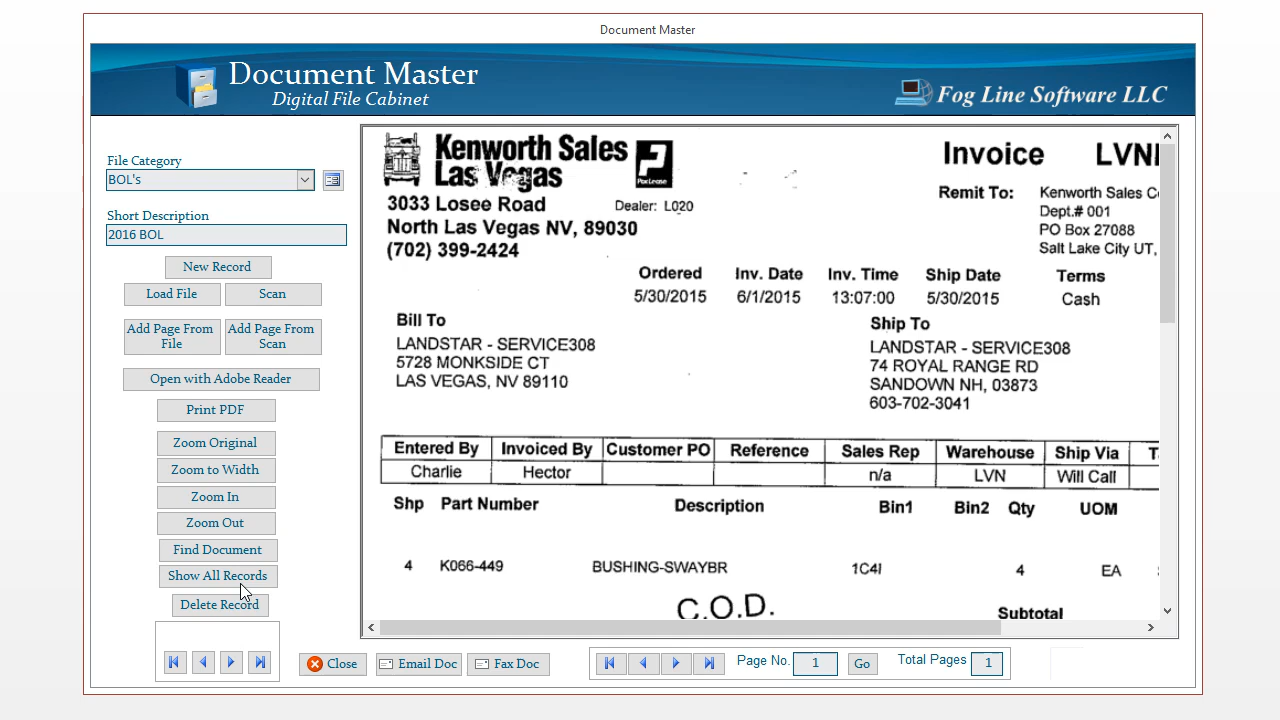 Document Master
Document Master
Digital File Cabinet
Fog Line Software LLC
File Category
BOL's
Short Description
2016 BOL
New Record
Load File
Scan
Add Page From File
Add Page From Scan
Open with Adobe Reader
Print PDF
Zoom Original
Zoom to Width
Zoom In
Zoom Out
Find Document
Show All Records
Delete Record
Kenworth Sales
Las Vegas
PacLease
Invoice LVN
3033 Losee Road
Dealer: L020
North Las Vegas NV, 89030
(702) 399-2424
Remit To:
Kenworth Sales C
Dept.# 001
PO Box 27088
Salt Lake City UT,
Ordered Inv. Date Inv. Time Ship Date Terms
5/30/2015 6/1/2015 13:07:00 5/30/2015 Cash
Bill To
LANDSTAR - SERVICE308
5728 MONKSIDE CT
LAS VEGAS, NV 89110
Ship To
LANDSTAR - SERVICE308
74 ROYAL RANGE RD
SANDOWN NH, 03873
603-702-3041
Entered By Invoiced By Customer PO Reference Sales Rep Warehouse Ship Via
Charlie Hector n/a LVN Will Call
Shp Part Number Description Bin1 Bin2 Qty UOM
4 K066-449 BUSHING-SWAYBR 1C4I 4 EA
C.O.D.
Subtotal
Close
Email Doc
Fax Doc
Page No. 1
Go
Total Pages 1